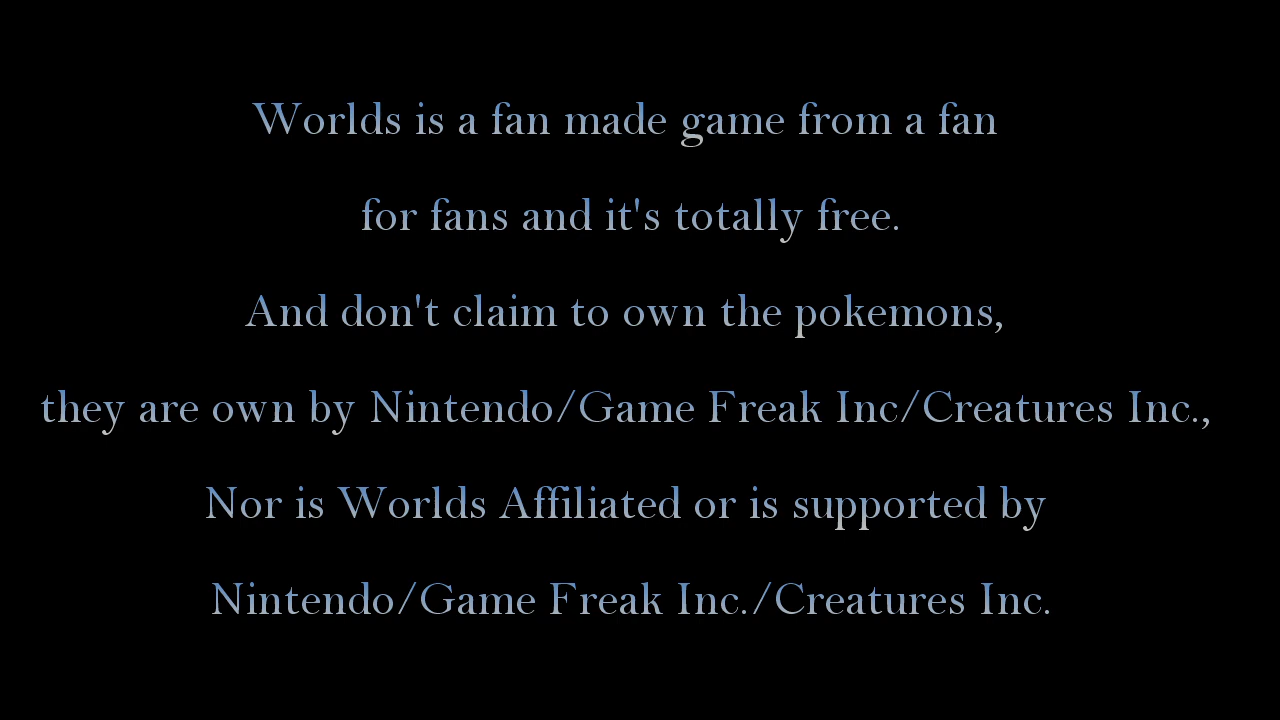 Worlds is a fan made game from a fan
for fans and it's totally free.
And don't claim to own the pokemons,
they are own by Nintendo/Game Freak Inc/Creatures Inc.,
Nor is Worlds Affiliated or is supported by
Nintendo/Game Freak Inc./Creatures Inc.